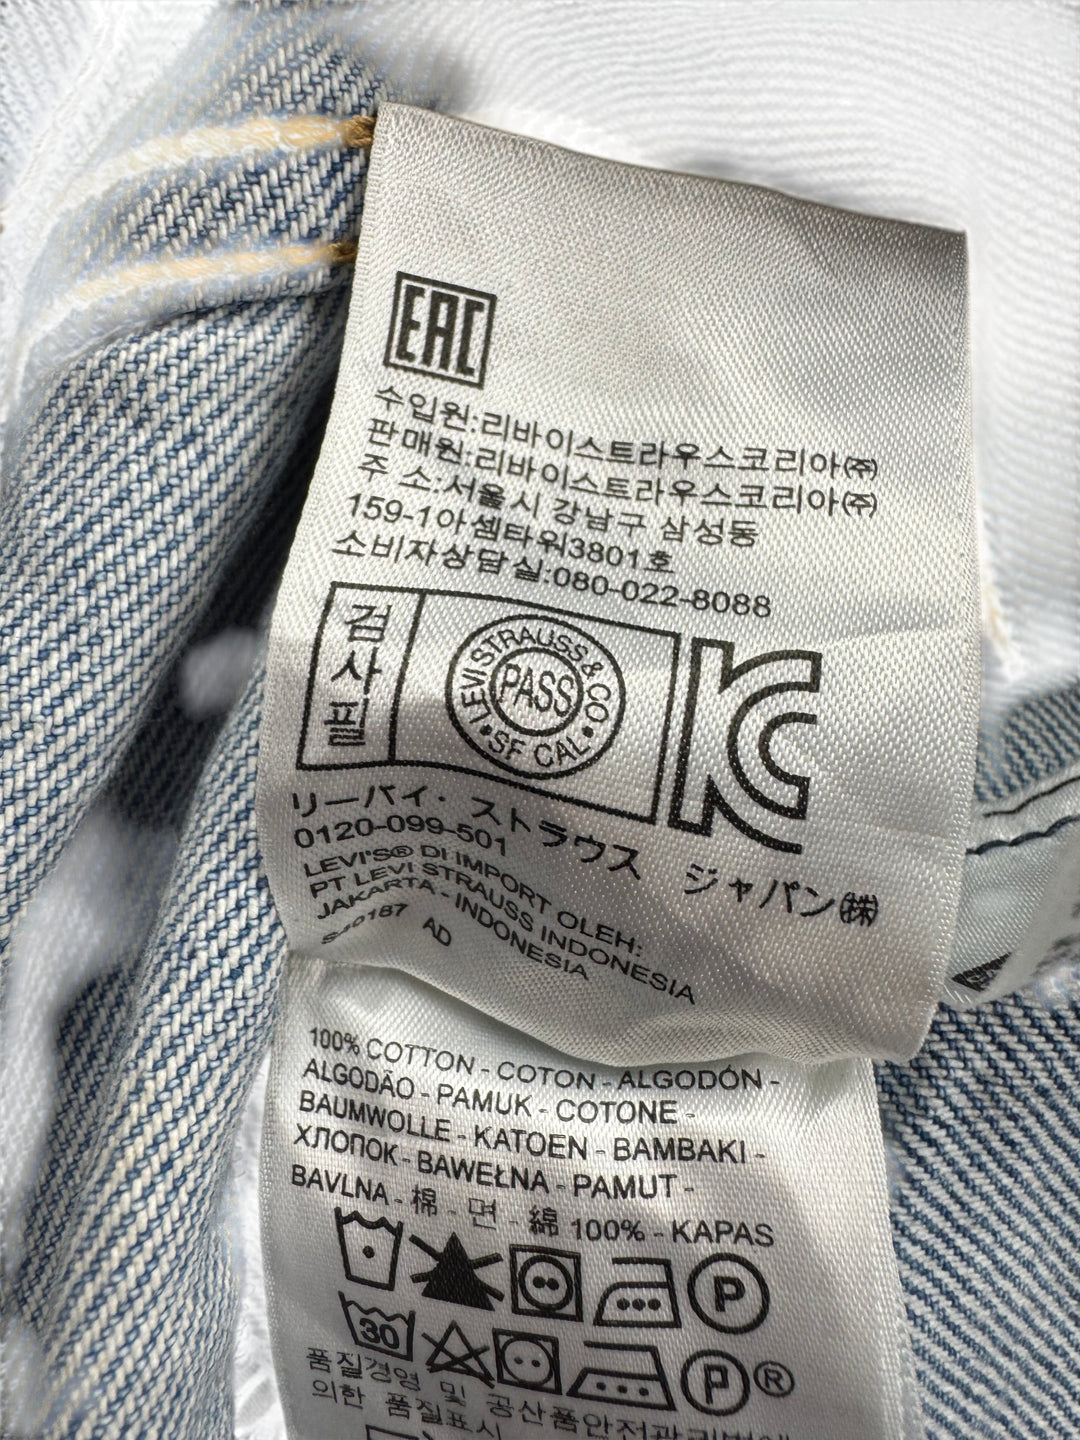 EAC
수입원:리바이스트라우스코리아㈜
판매원:리바이스트라우스코리아㈜
주 소:서울시 강남구 삼성동
159-1아셈타워3801호
소비자상담실:080-022-8088
검사필
LEVI STRAUSS & CO
PASS
•SF CAL•
KC
リーバイ・ストラウス ジャパン㈱
0120-099-501
LEVI'S® DI IMPORT OLEH:
PT LEVI STRAUSS INDONESIA
JAKARTA - INDONESIA
AD
100% COTTON - COTON - ALGODÓN -
ALGODÃO - PAMUK - COTONE -
BAUMWOLLE - KATOEN - BAMBAKI -
ХЛОПОК - BAWEŁNA - PAMUT -
BAVLNA - 棉 - 면 - 綿 100% - KAPAS
P
30
P ®
품질경영 및 공산품안전관리법에
의한 품질표시